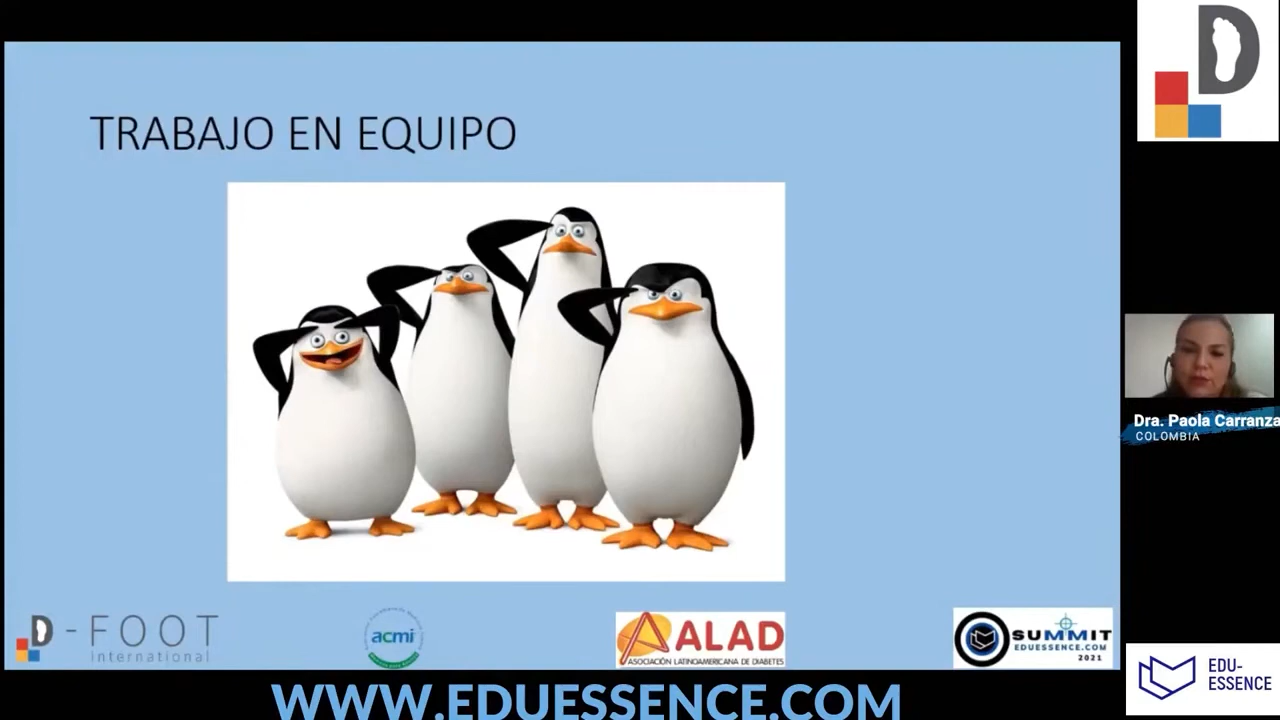 TRABAJO EN EQUIPO
Dra. Paola Carranza
COLOMBIA
D-FOOT
international
acmi
ALAD
ASOCIACIÓN LATINOAMERICANA DE DIABETES
SUMMIT
EDUESSENCE.COM
2021
EDU-
ESSENCE
WWW.EDUESSENCE.COM